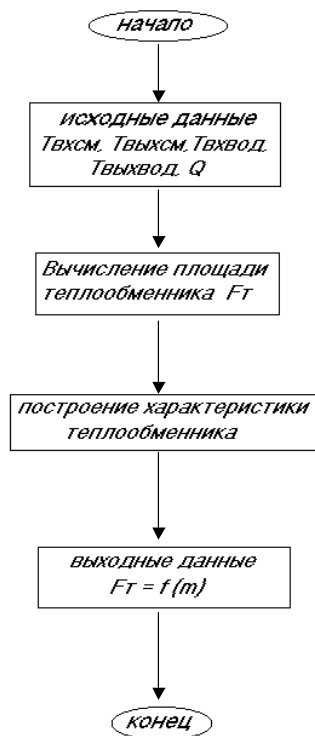 начало
исходные данные
Твхсм, Твыхсм,Твхвод,
Твыхвод, Q
Вычисление площади
теплообменника Fт
построение характеристики
теплообменника
выходные данные
Fт = f (m)
конец